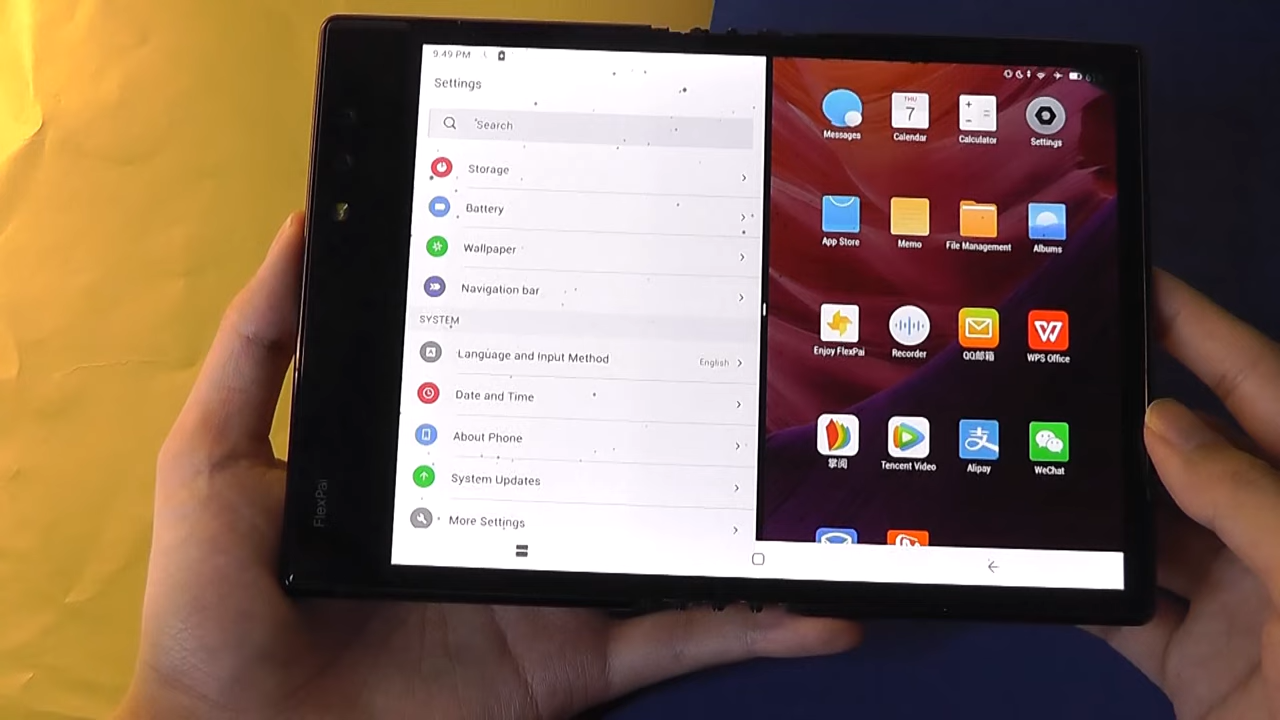 9:49 PM
Settings
Search
Storage
Battery
Wallpaper
Navigation bar
SYSTEM
Language and Input Method
English
Date and Time
About Phone
System Updates
More Settings
THU
7
Messages
Calendar
Calculator
Settings
App Store
Memo
File Management
Albums
Enjoy FlexPai
Recorder
QQ邮箱
WPS Office
掌阅
Tencent Video
支
Alipay
WeChat
FlexPai